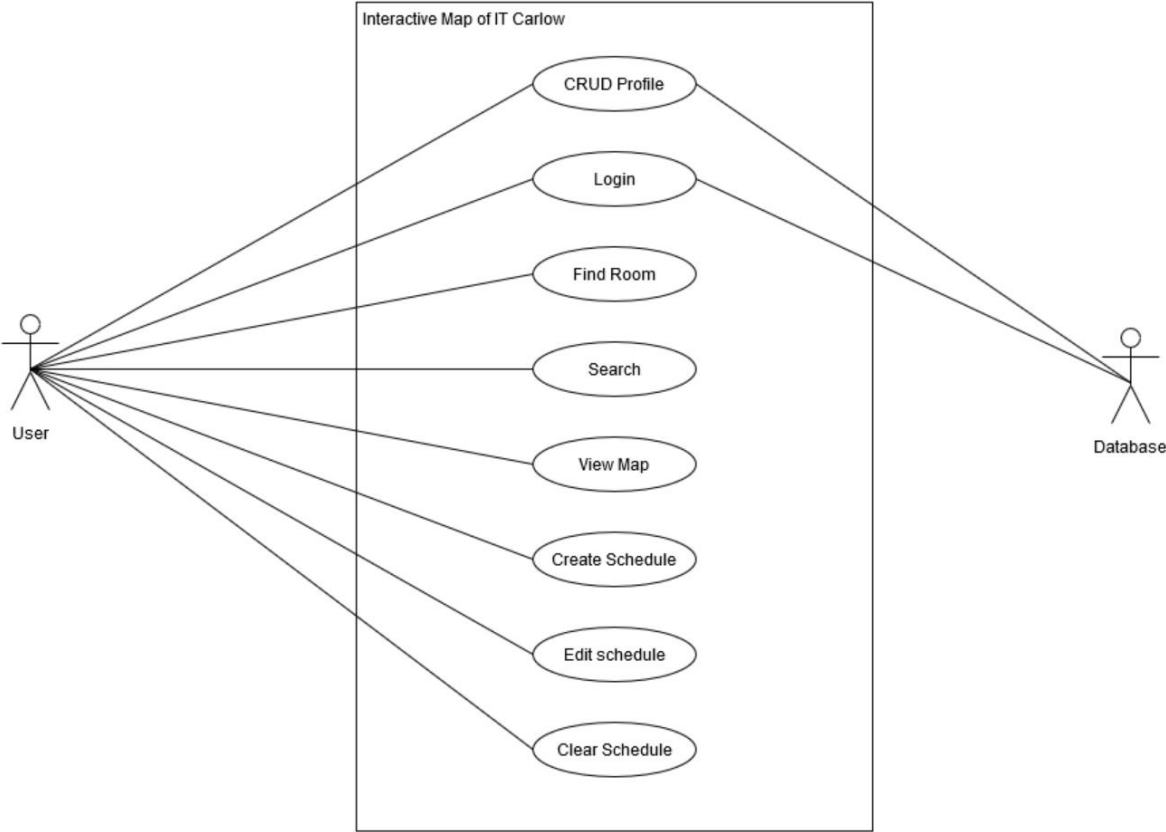 Interactive Map of IT Carlow
CRUD Profile
Login
Find Room
Search
View Map
Create Schedule
Edit schedule
Clear Schedule
User
Database